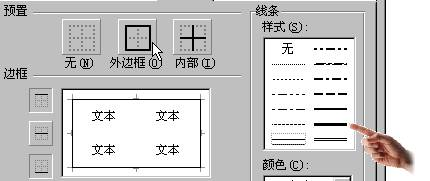 预置
线条
样式(S):
无
无(N) 外边框(O) 内部(I)
边框
文本 文本
文本 文本
颜色(C):